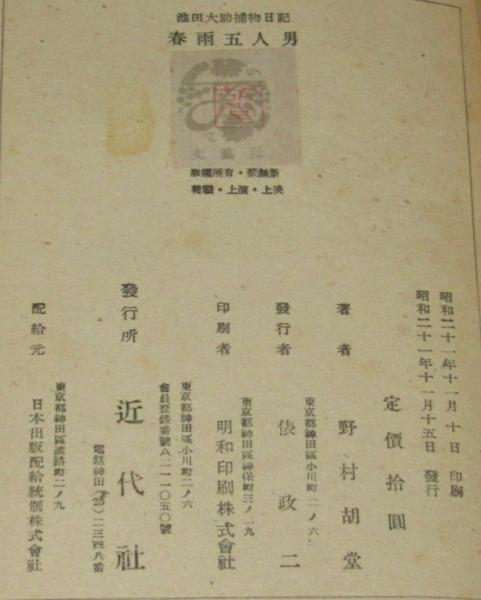 池田大助捕物日記
春雨五人男
版權所有・禁無斷
轉載・上演・上映
昭和二十一年十一月十日 印刷
昭和二十一年十一月十五日 發行
定價拾圓
著者 野村胡堂
東京都神田區小川町二ノ六
發行者 俵政二
東京都神田區神保町三ノ二九
印刷者 明和印刷株式會社
東京都神田區小川町二ノ六
會員登錄番號A一一一〇五〇號
發行所 近代社
電話神田(25)二三四八番
東京都神田區淡路町二ノ九
配給元 日本出版配給統制株式會社